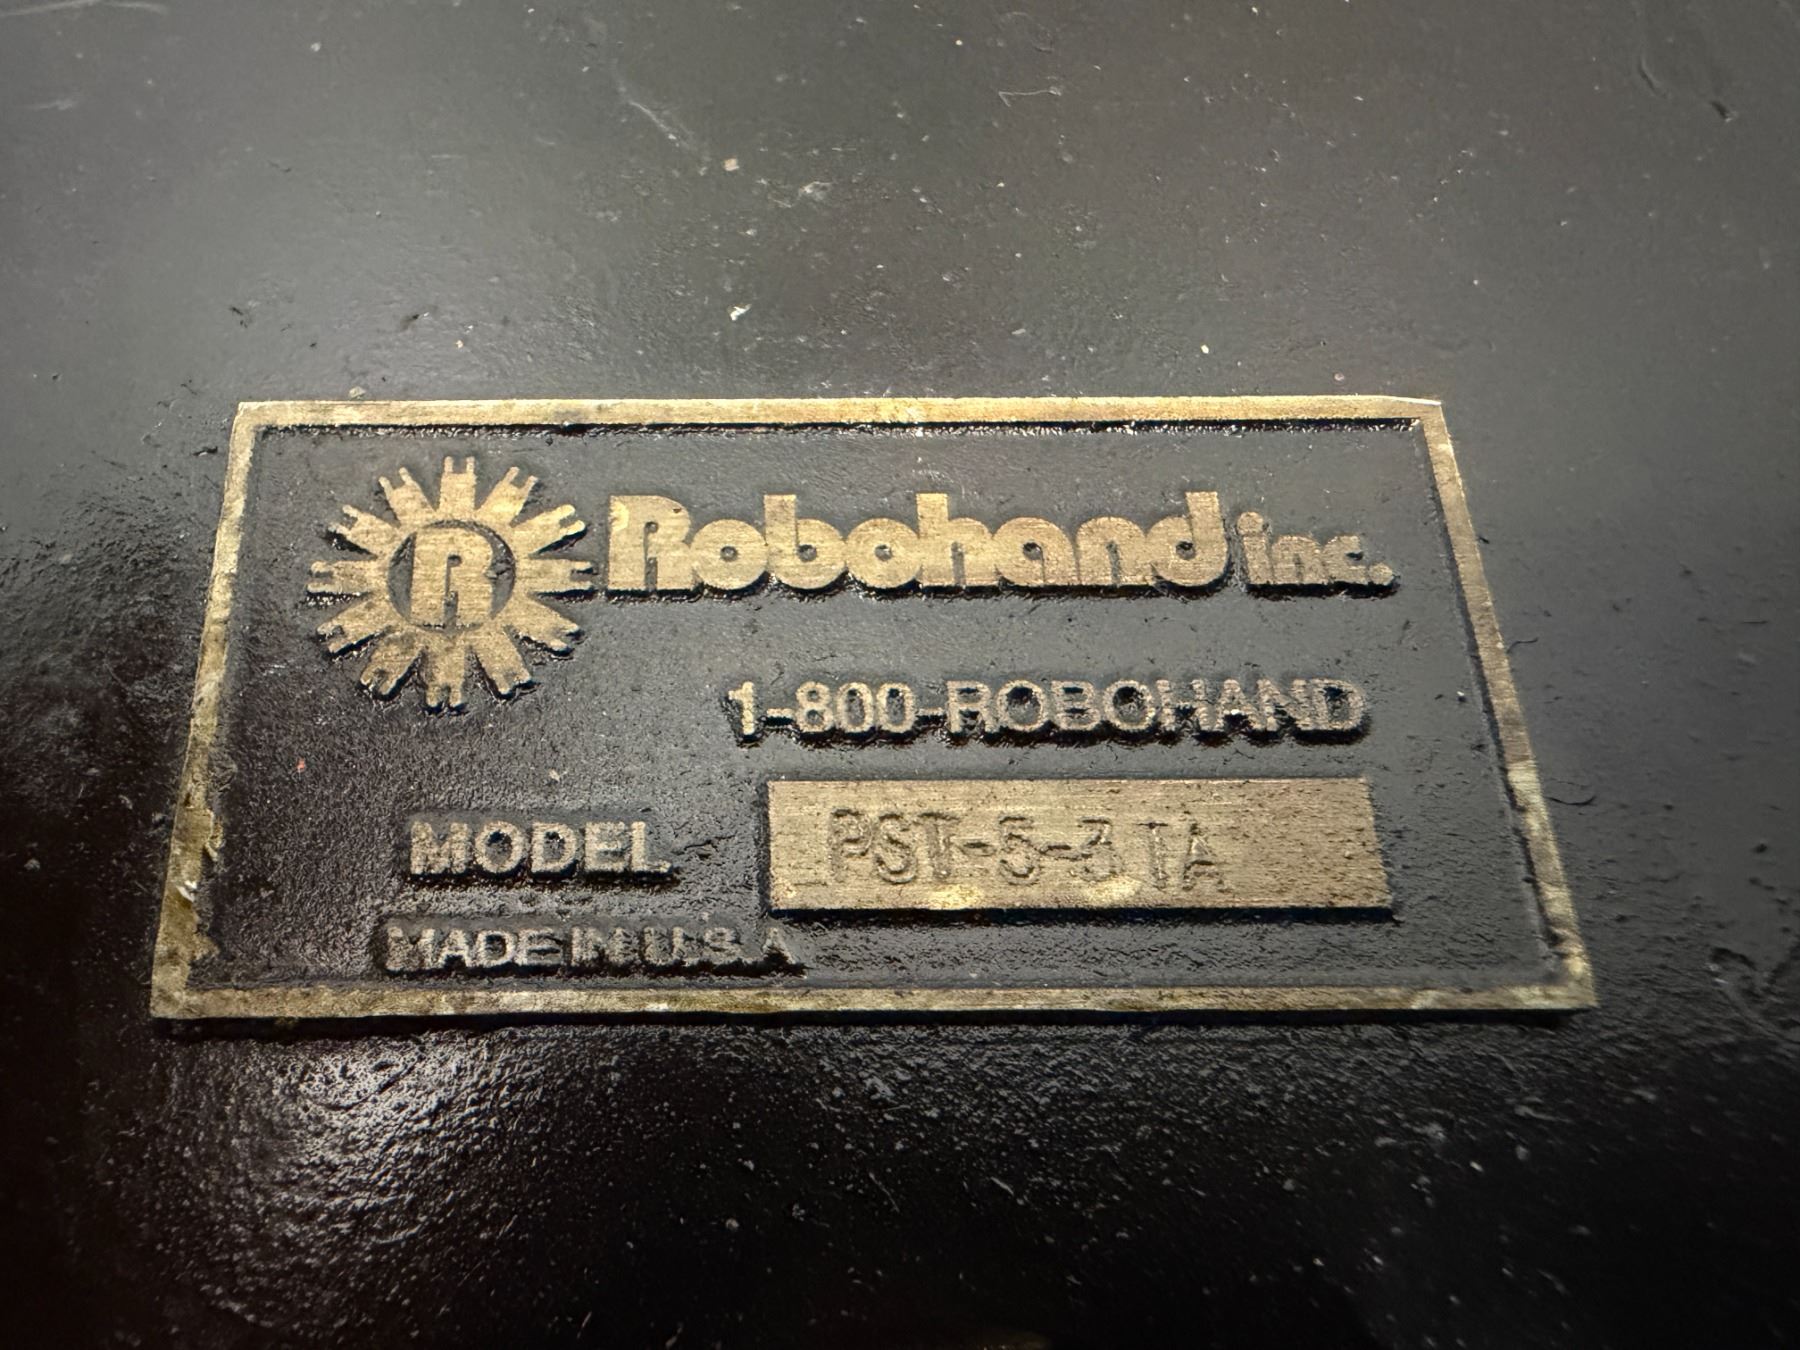 R Robohand inc.
1-800-ROBOHAND
MODEL PST-5-3 TA
MADE IN U.S.A